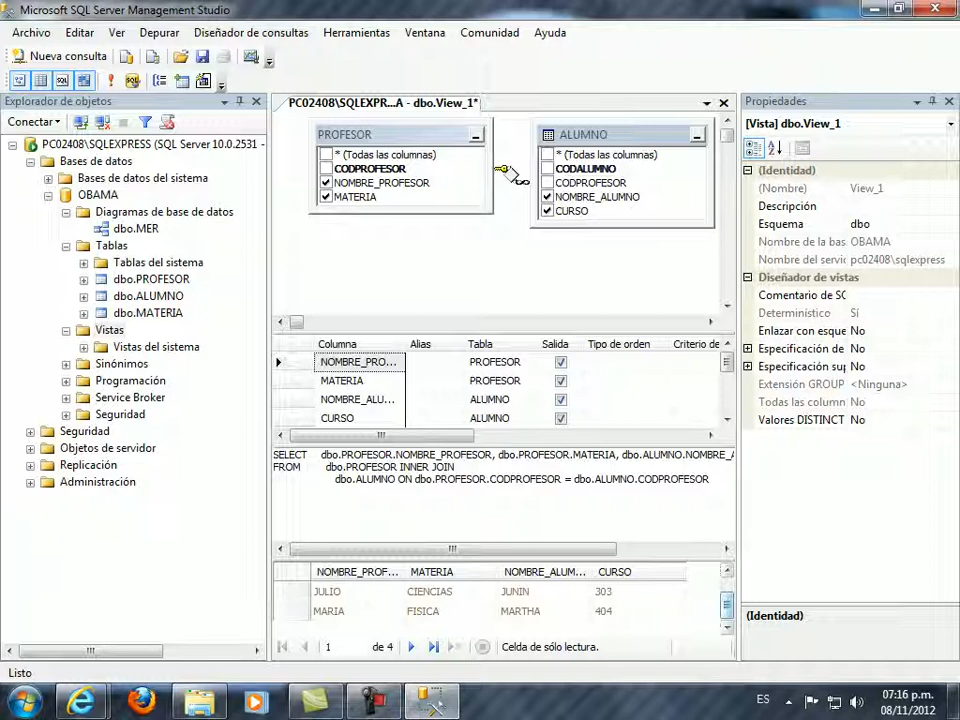 Microsoft SQL Server Management Studio
Archivo Editar Ver Depurar Diseñador de consultas Herramientas Ventana Comunidad Ayuda
Nueva consulta
Explorador de objetos
Conectar
PC02408\SQLEXPRESS (SQL Server 10.0.2531 -
Bases de datos
Bases de datos del sistema
OBAMA
Diagramas de base de datos
dbo.MER
Tablas
Tablas del sistema
dbo.PROFESOR
dbo.ALUMNO
dbo.MATERIA
Vistas
Vistas del sistema
Sinónimos
Programación
Service Broker
Seguridad
Seguridad
Objetos de servidor
Replicación
Administración
PC02408\SQLEXPR...A - dbo.View_1*
PROFESOR
* (Todas las columnas)
CODPROFESOR
NOMBRE_PROFESOR
MATERIA
ALUMNO
* (Todas las columnas)
CODALUMNO
CODPROFESOR
NOMBRE_ALUMNO
CURSO
Columna Alias Tabla Salida Tipo de orden Criterio de
NOMBRE_PRO... PROFESOR
MATERIA PROFESOR
NOMBRE_ALU... ALUMNO
CURSO ALUMNO
SELECT dbo.PROFESOR.NOMBRE_PROFESOR, dbo.PROFESOR.MATERIA, dbo.ALUMNO.NOMBRE_A
FROM dbo.PROFESOR INNER JOIN
dbo.ALUMNO ON dbo.PROFESOR.CODPROFESOR = dbo.ALUMNO.CODPROFESOR
NOMBRE_PROF... MATERIA NOMBRE_ALUM... CURSO
JULIO CIENCIAS JUNIN 303
MARIA FISICA MARTHA 404
1 de 4 Celda de sólo lectura.
Propiedades
[Vista] dbo.View_1
(Identidad)
(Nombre) View_1
Descripción
Esquema dbo
Nombre de la bas OBAMA
Nombre del servic pc02408\sqlexpress
Diseñador de vistas
Comentario de SQ
Determinístico Sí
Enlazar con esque No
Especificación de No
Especificación sup No
Extensión GROUP <Ninguna>
Todas las column No
Valores DISTINCT No
(Identidad)
Listo
ES
07:16 p.m.
08/11/2012